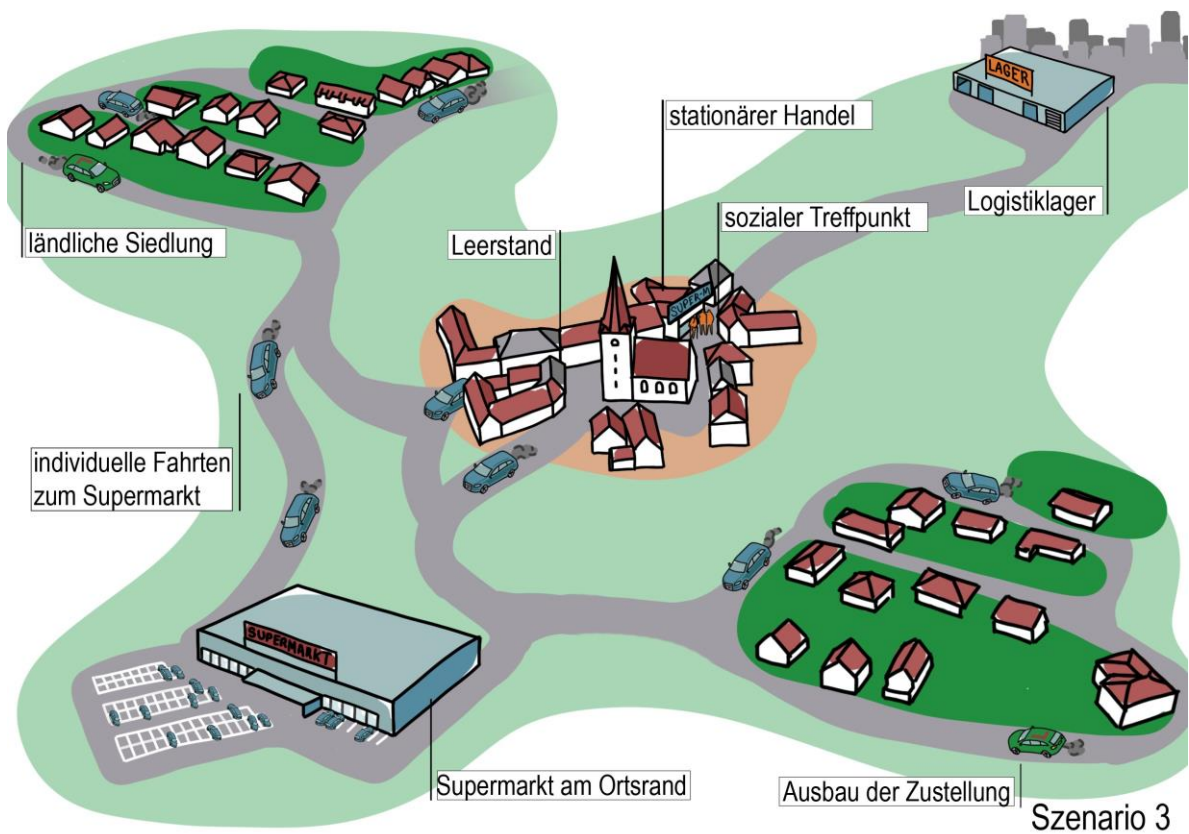 LAGER
stationärer Handel
Logistiklager
sozialer Treffpunkt
ländliche Siedlung
Leerstand
SUPER-M
individuelle Fahrten
zum Supermarkt
SUPERMARKT
Supermarkt am Ortsrand
Ausbau der Zustellung
Szenario 3